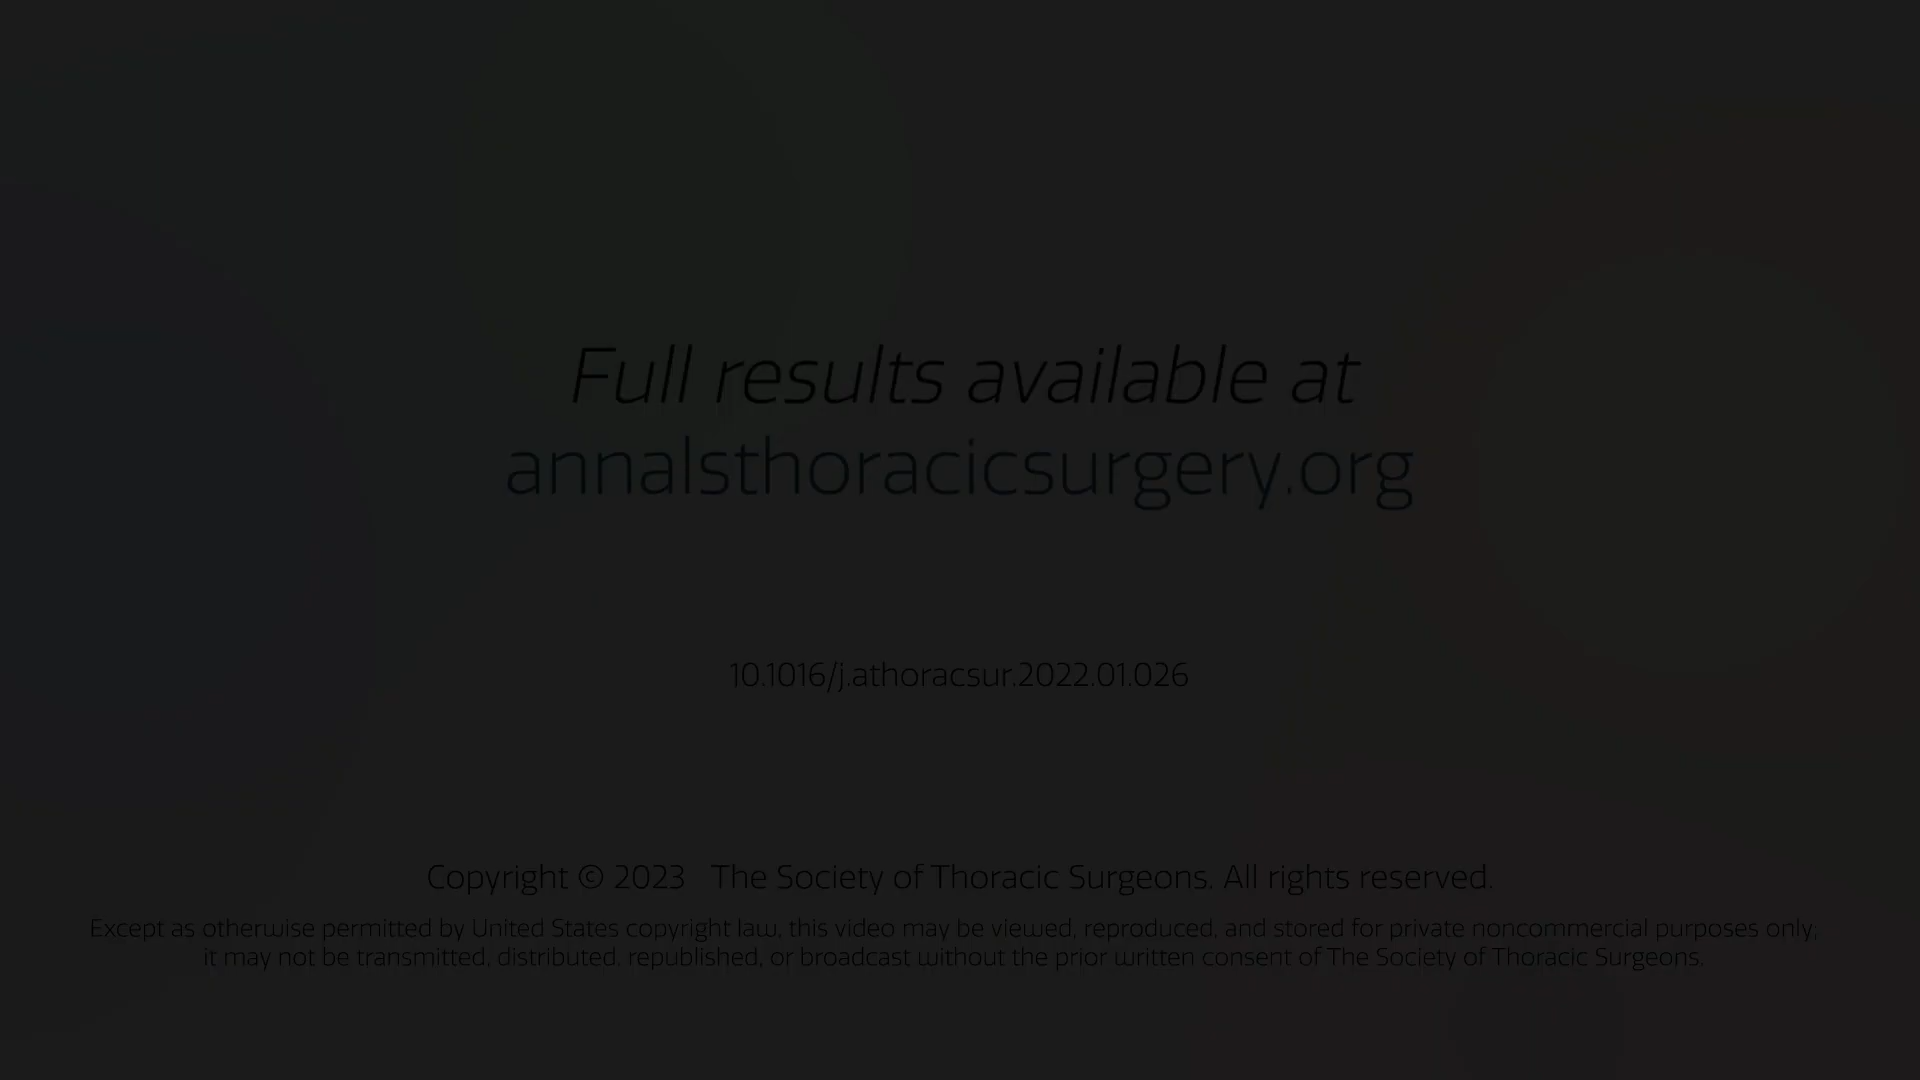 Full results available at
annalsthoracicsurgery.org
10.1016/j.athoracsur.2022.01.026
Copyright © 2023 The Society of Thoracic Surgeons. All rights reserved.
Except as otherwise permitted by United States copyright law, this video may be viewed, reproduced, and stored for private noncommercial purposes only;
it may not be transmitted, distributed, republished, or broadcast without the prior written consent of The Society of Thoracic Surgeons.